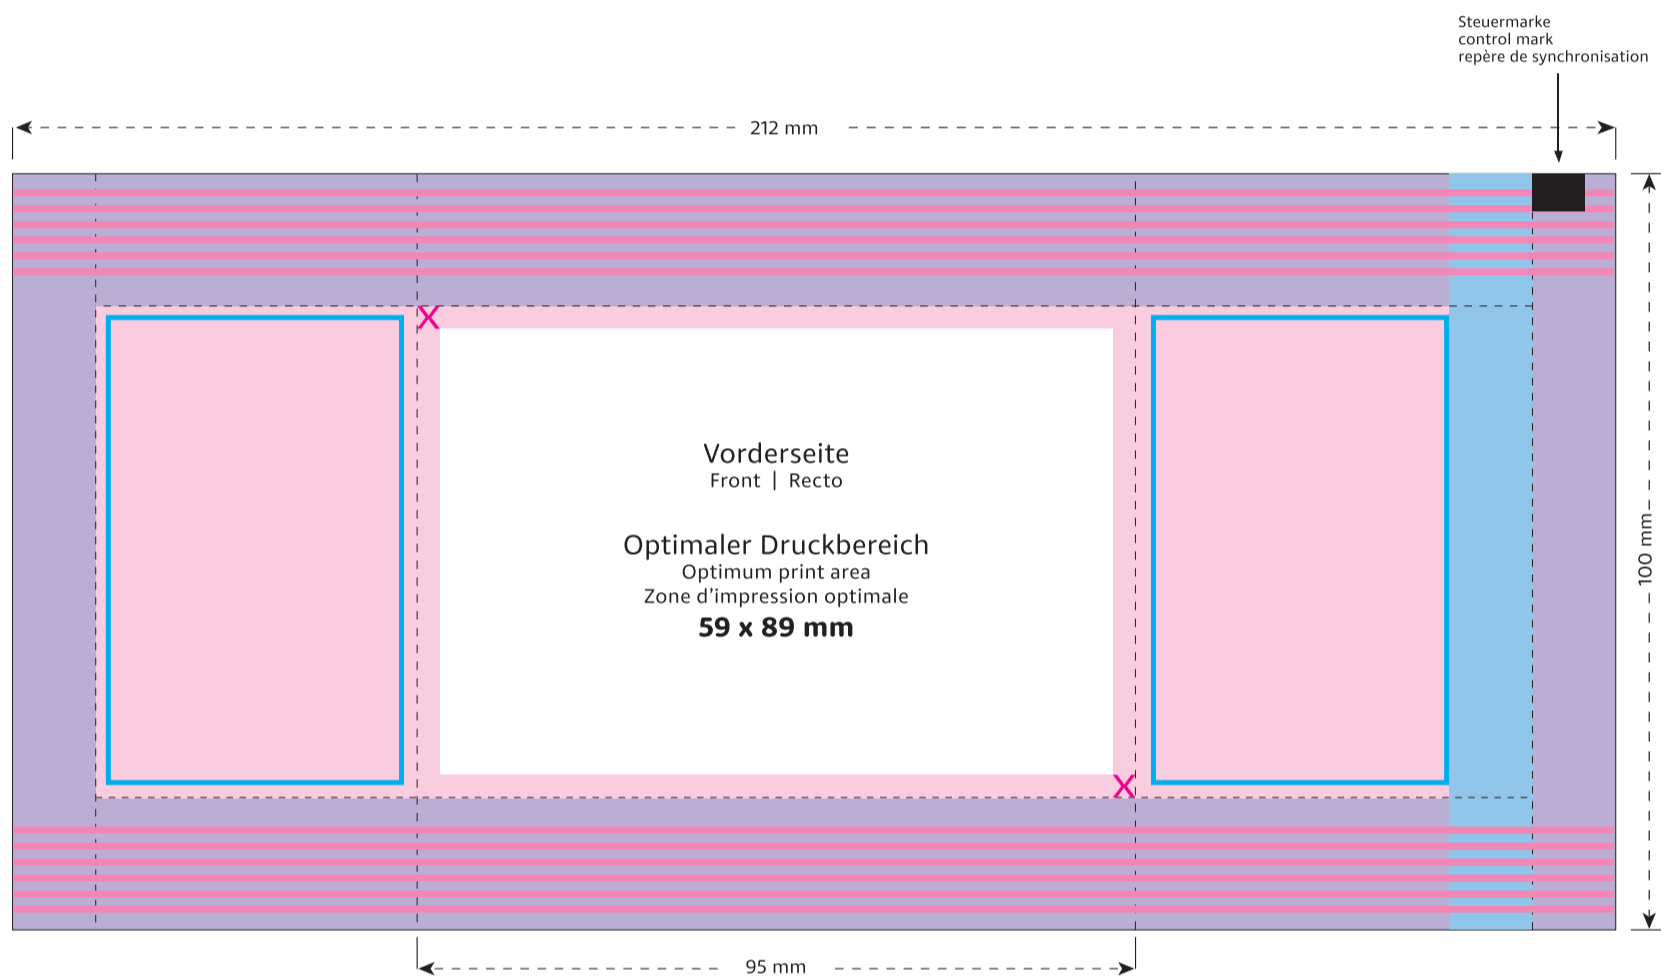 Steuermarke
control mark
repère de synchronisation
212 mm
X
Vorderseite
Front | Recto
Optimaler Druckbereich
Optimum print area
Zone d’impression optimale
59 x 89 mm
100 mm
X
95 mm